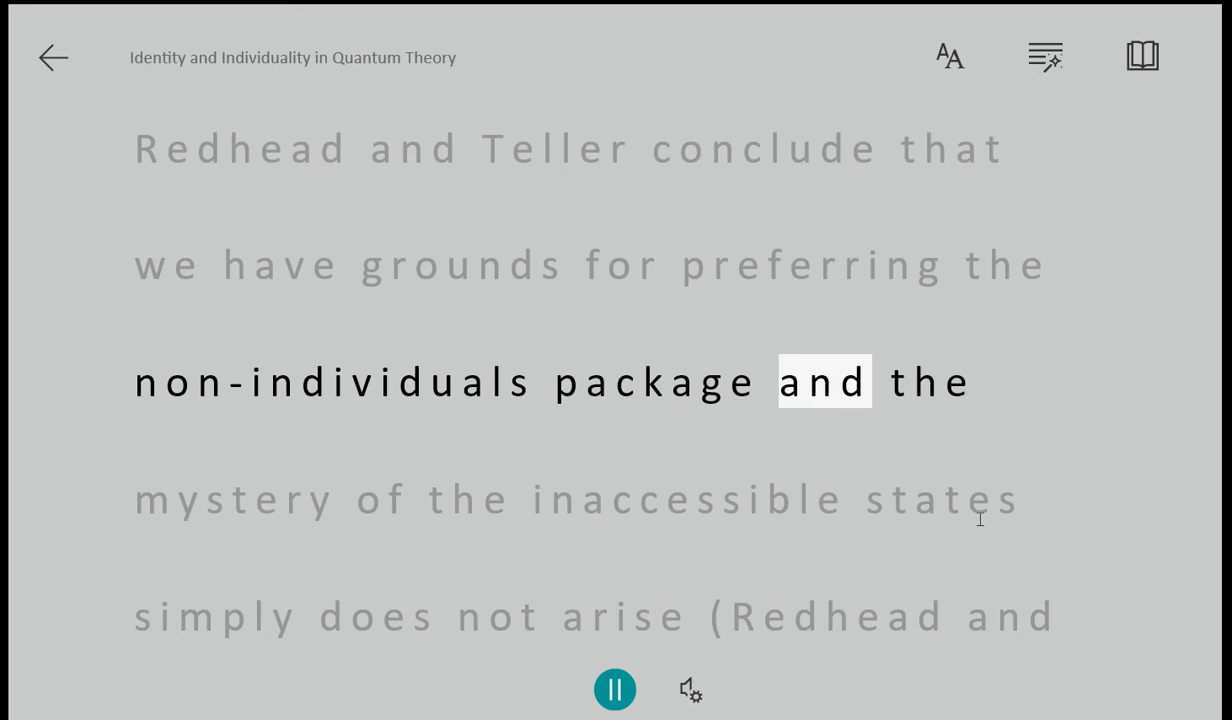 Identity and Individuality in Quantum Theory
Redhead and Teller conclude that
we have grounds for preferring the
non-individuals package and the
mystery of the inaccessible states
simply does not arise (Redhead and